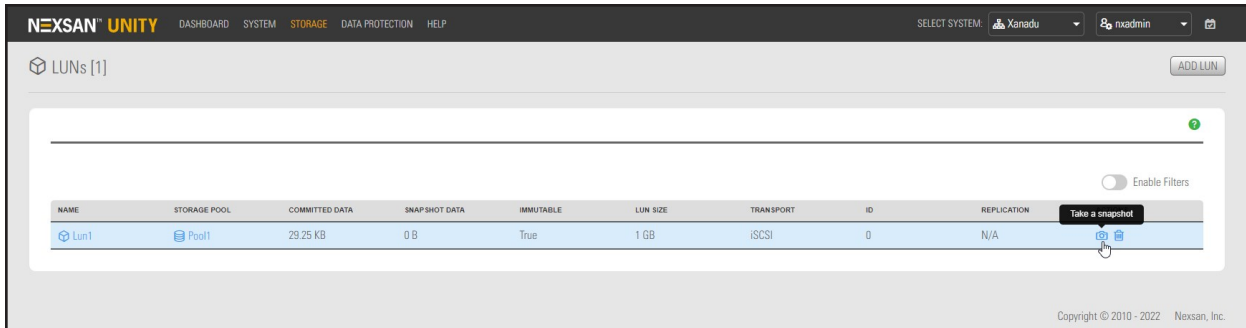 NEXSAN™ UNITY DASHBOARD SYSTEM STORAGE DATA PROTECTION HELP SELECT SYSTEM: Xanadu nxadmin
LUNs [1] ADD LUN
Enable Filters
NAME STORAGE POOL COMMITTED DATA SNAPSHOT DATA IMMUTABLE LUN SIZE TRANSPORT ID REPLICATION Take a snapshot
Lun1 Pool1 29.25 KB 0 B True 1 GB iSCSI 0 N/A
Copyright © 2010 - 2022 Nexsan, Inc.